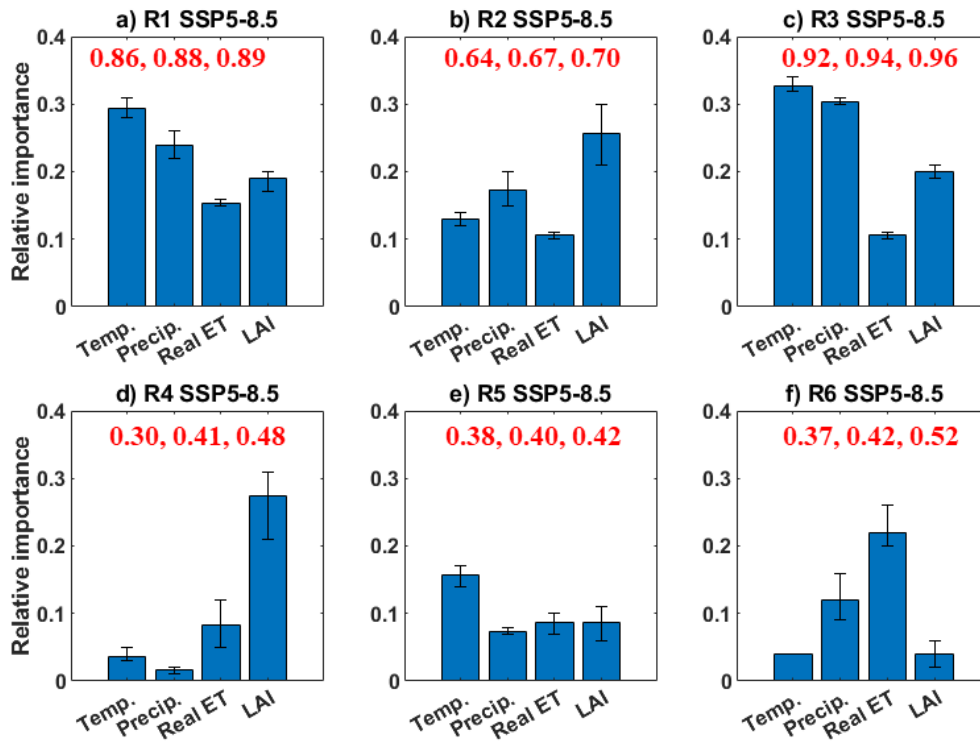 a) R1 SSP5-8.5
b) R2 SSP5-8.5
c) R3 SSP5-8.5
Relative importance
0.4
0.3
0.2
0.1
0
0.86, 0.88, 0.89
Temp.
Precip.
Real ET
LAI
0.4
0.3
0.2
0.1
0
0.64, 0.67, 0.70
Temp.
Precip.
Real ET
LAI
0.4
0.3
0.2
0.1
0
0.92, 0.94, 0.96
Temp.
Precip.
Real ET
LAI
d) R4 SSP5-8.5
e) R5 SSP5-8.5
f) R6 SSP5-8.5
Relative importance
0.4
0.3
0.2
0.1
0
0.30, 0.41, 0.48
Temp.
Precip.
Real ET
LAI
0.4
0.3
0.2
0.1
0
0.38, 0.40, 0.42
Temp.
Precip.
Real ET
LAI
0.4
0.3
0.2
0.1
0
0.37, 0.42, 0.52
Temp.
Precip.
Real ET
LAI